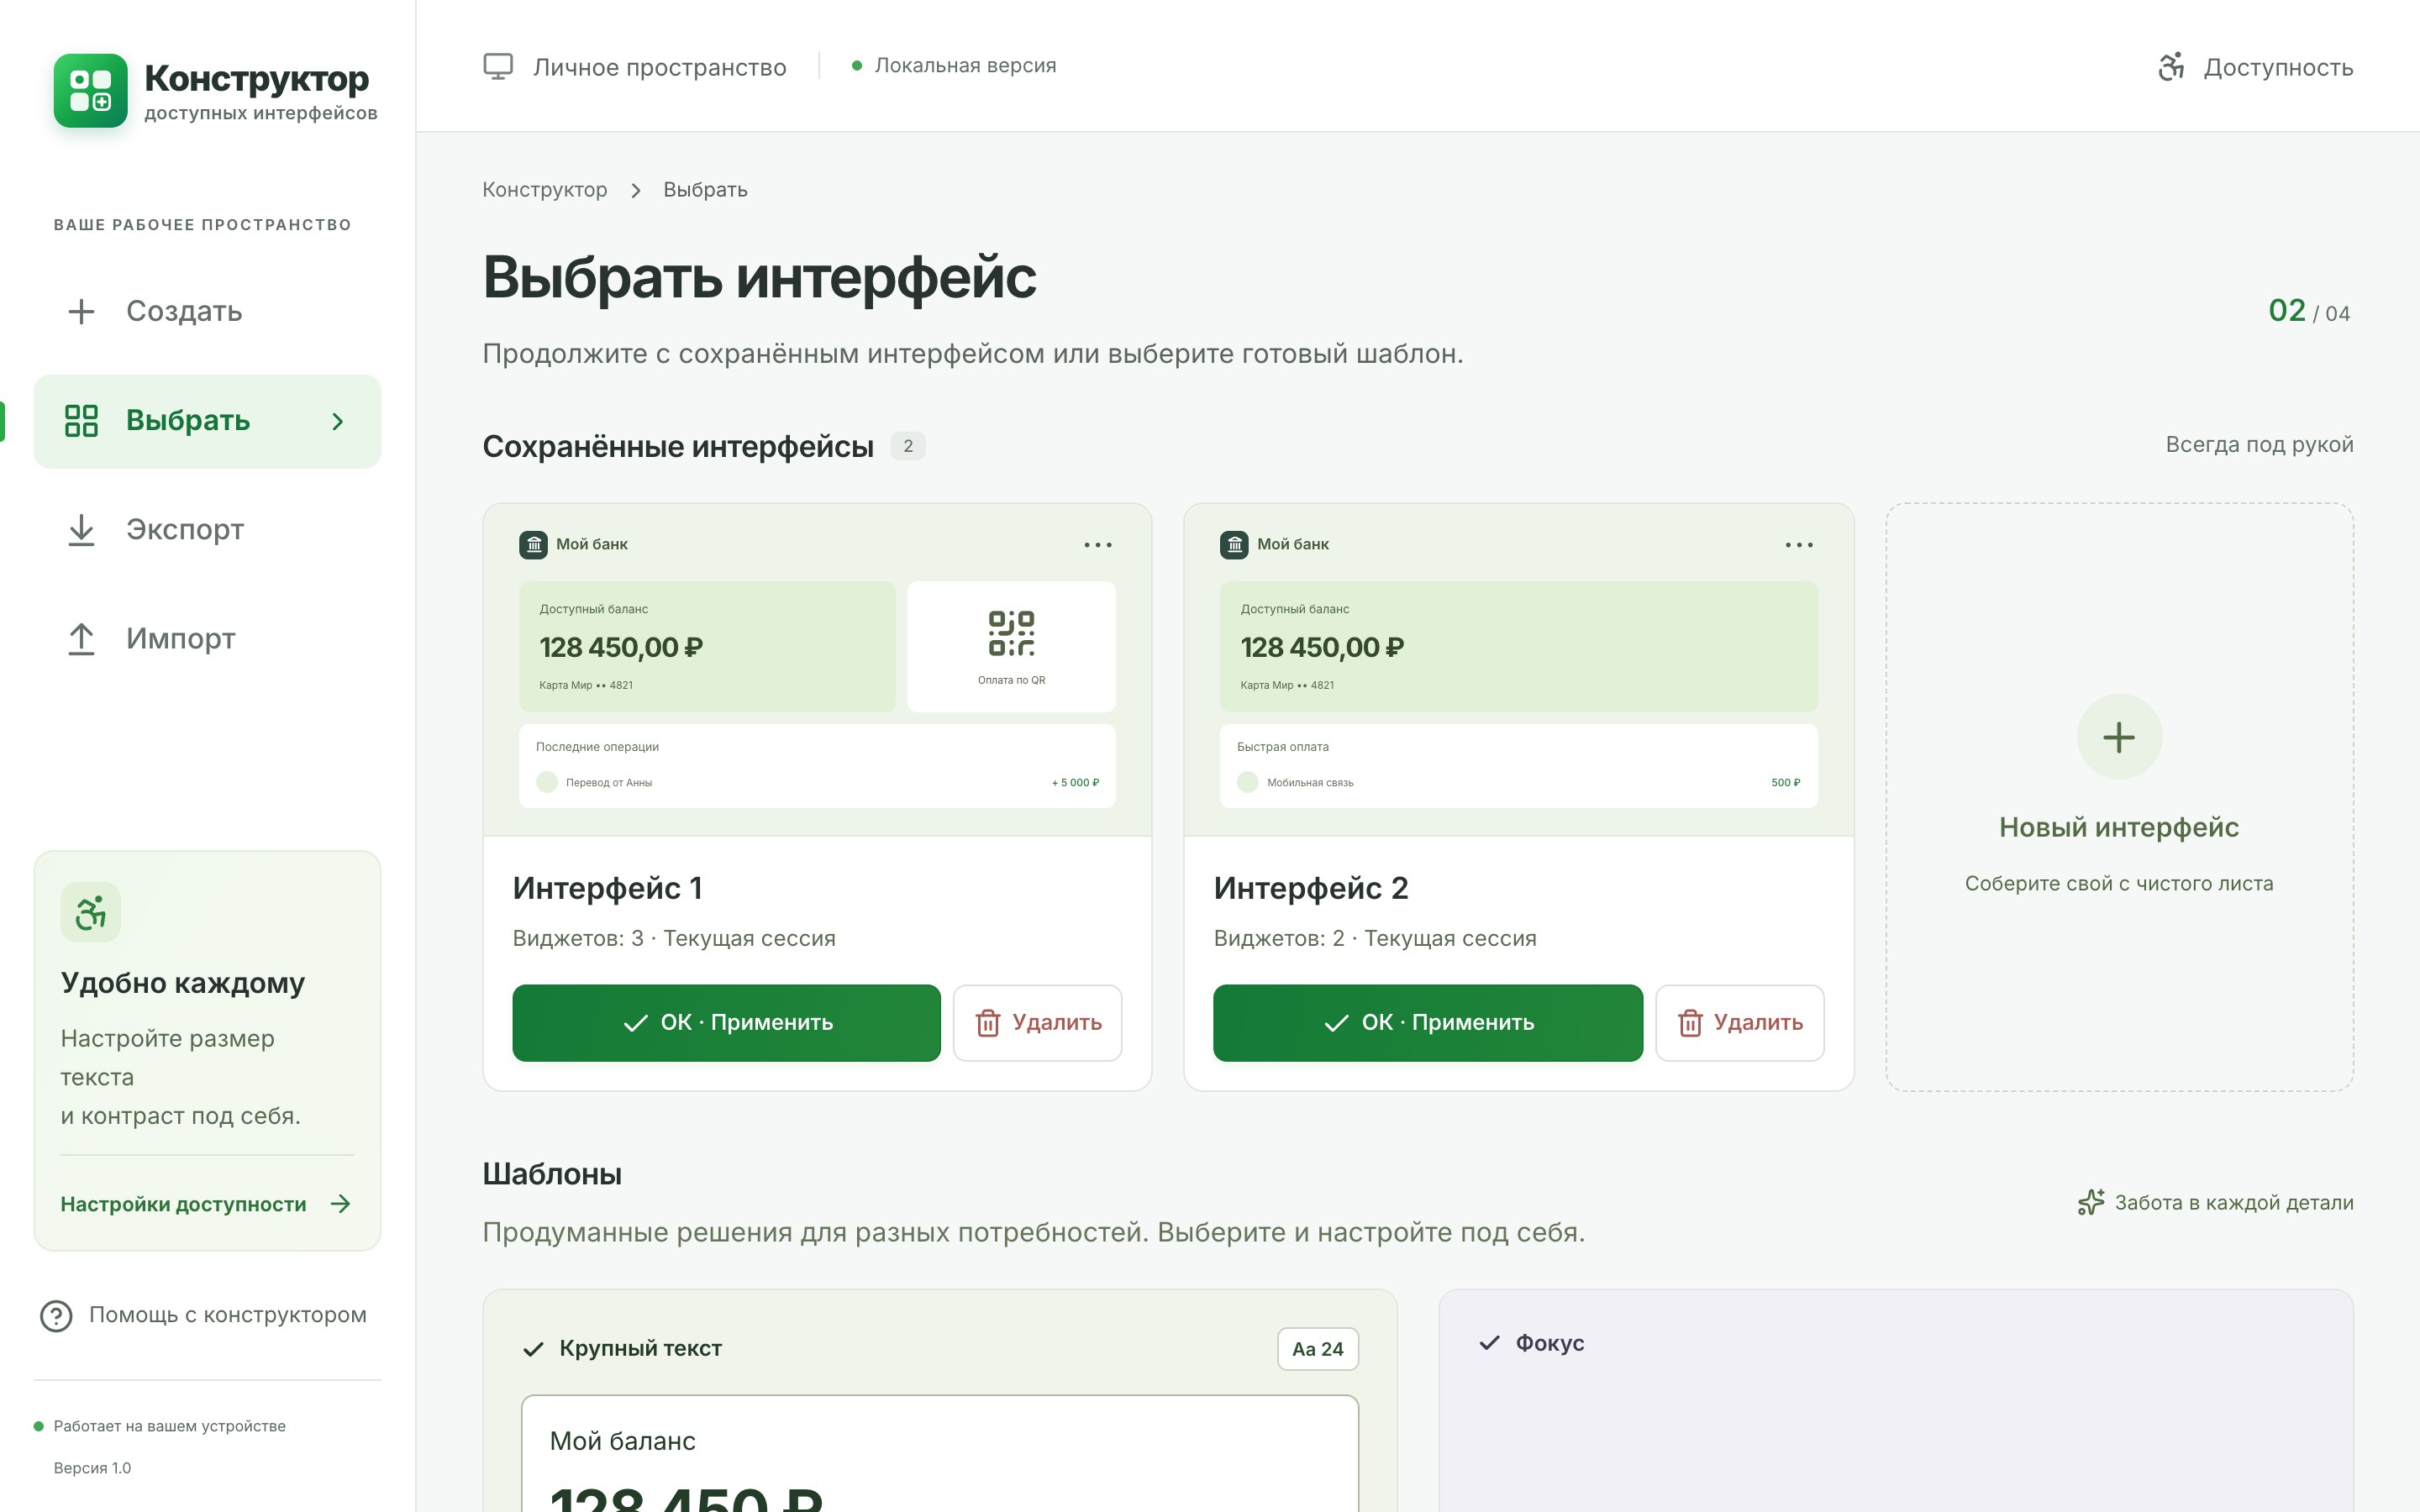 Конструктор
доступных интерфейсов
ВАШЕ РАБОЧЕЕ ПРОСТРАНСТВО
Создать
Выбрать
Экспорт
Импорт
Удобно каждому
Настройте размер
текста
и контраст под себя.
Настройки доступности
Помощь с конструктором
Работает на вашем устройстве
Версия 1.0
Личное пространство
Локальная версия
Доступность
Конструктор > Выбрать
Выбрать интерфейс
Продолжите с сохранённым интерфейсом или выберите готовый шаблон.
02 / 04
Сохранённые интерфейсы 2
Всегда под рукой
Мой банк
Доступный баланс
128 450,00 ₽
Карта Мир •• 4821
Оплата по QR
Последние операции
Перевод от Анны
+ 5 000 ₽
Интерфейс 1
Виджетов: 3 · Текущая сессия
ОК · Применить
Удалить
Мой банк
Доступный баланс
128 450,00 ₽
Карта Мир •• 4821
Быстрая оплата
Мобильная связь
500 ₽
Интерфейс 2
Виджетов: 2 · Текущая сессия
ОК · Применить
Удалить
Новый интерфейс
Соберите свой с чистого листа
Шаблоны
Продуманные решения для разных потребностей. Выберите и настройте под себя.
Забота в каждой детали
Крупный текст
Aa 24
Мой баланс
128 450 ₽
Фокус